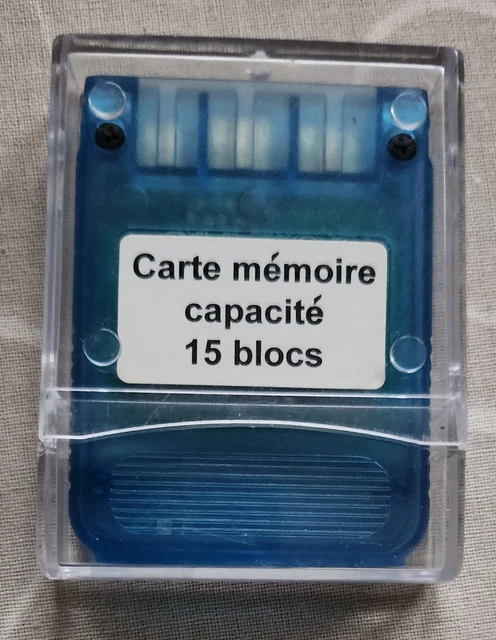 Carte mémoire
capacité
15 blocs